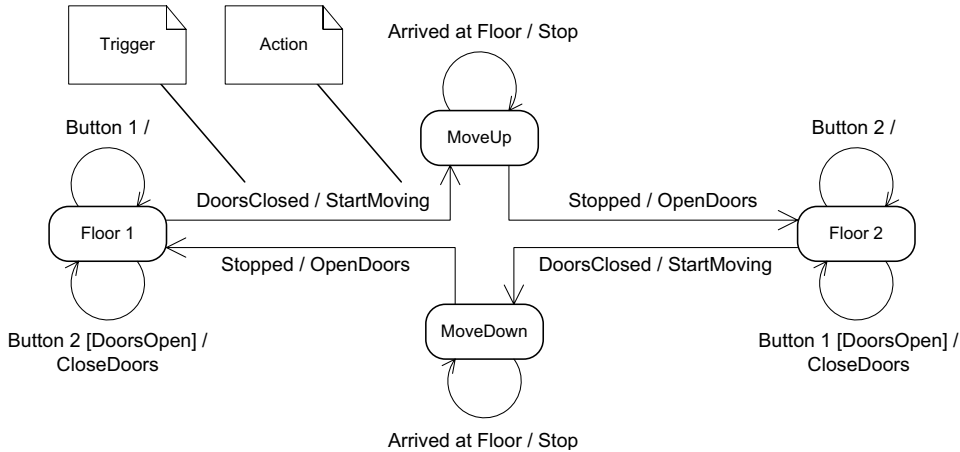 Trigger
Action
Arrived at Floor / Stop
Button 1 /
MoveUp
Button 2 /
DoorsClosed / StartMoving
Stopped / OpenDoors
Floor 1
Floor 2
Stopped / OpenDoors
DoorsClosed / StartMoving
Button 2 [DoorsOpen] /
CloseDoors
MoveDown
Button 1 [DoorsOpen] /
CloseDoors
Arrived at Floor / Stop